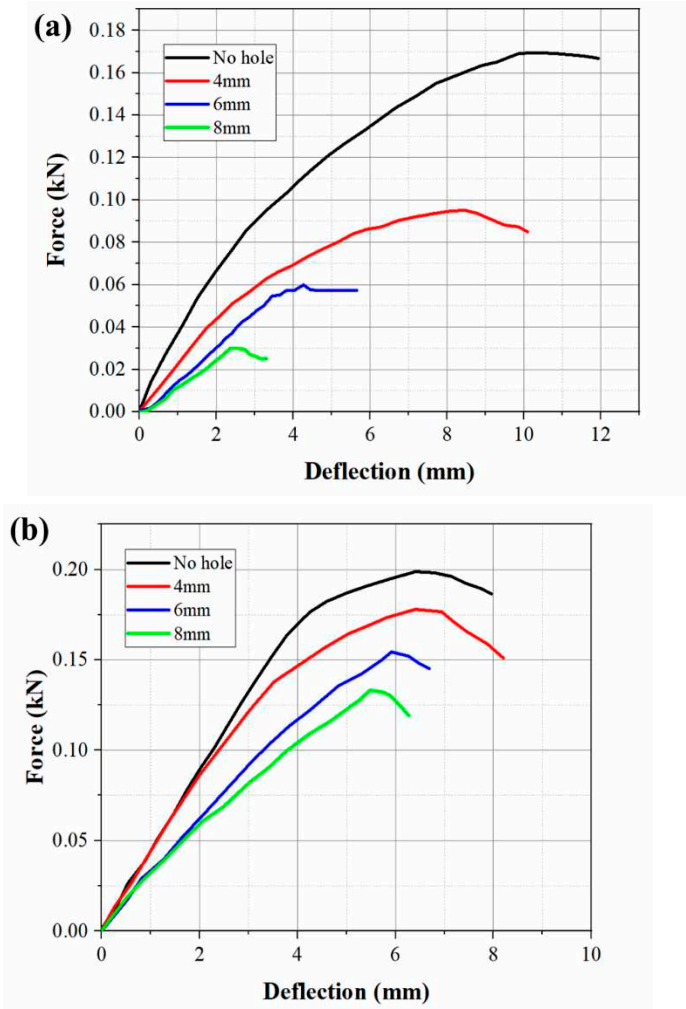 (a)
No hole
4mm
6mm
8mm
Force (kN)
0.18
0.16
0.14
0.12
0.10
0.08
0.06
0.04
0.02
0.00
0 2 4 6 8 10 12
Deflection (mm)
(b)
No hole
4mm
6mm
8mm
Force (kN)
0.20
0.15
0.10
0.05
0.00
0 2 4 6 8 10
Deflection (mm)